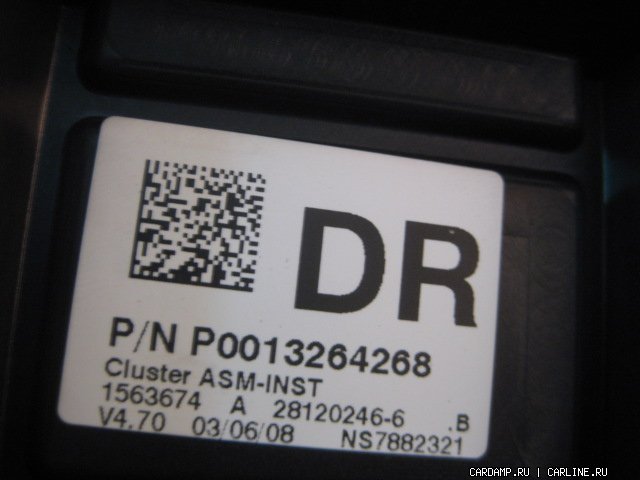 DR
P/N P0013264268
Cluster ASM-INST
1563674 A 28120246-6 .B
V4.70 03/06/08 NS7882321
CARDAMP.RU | CARLINE.RU